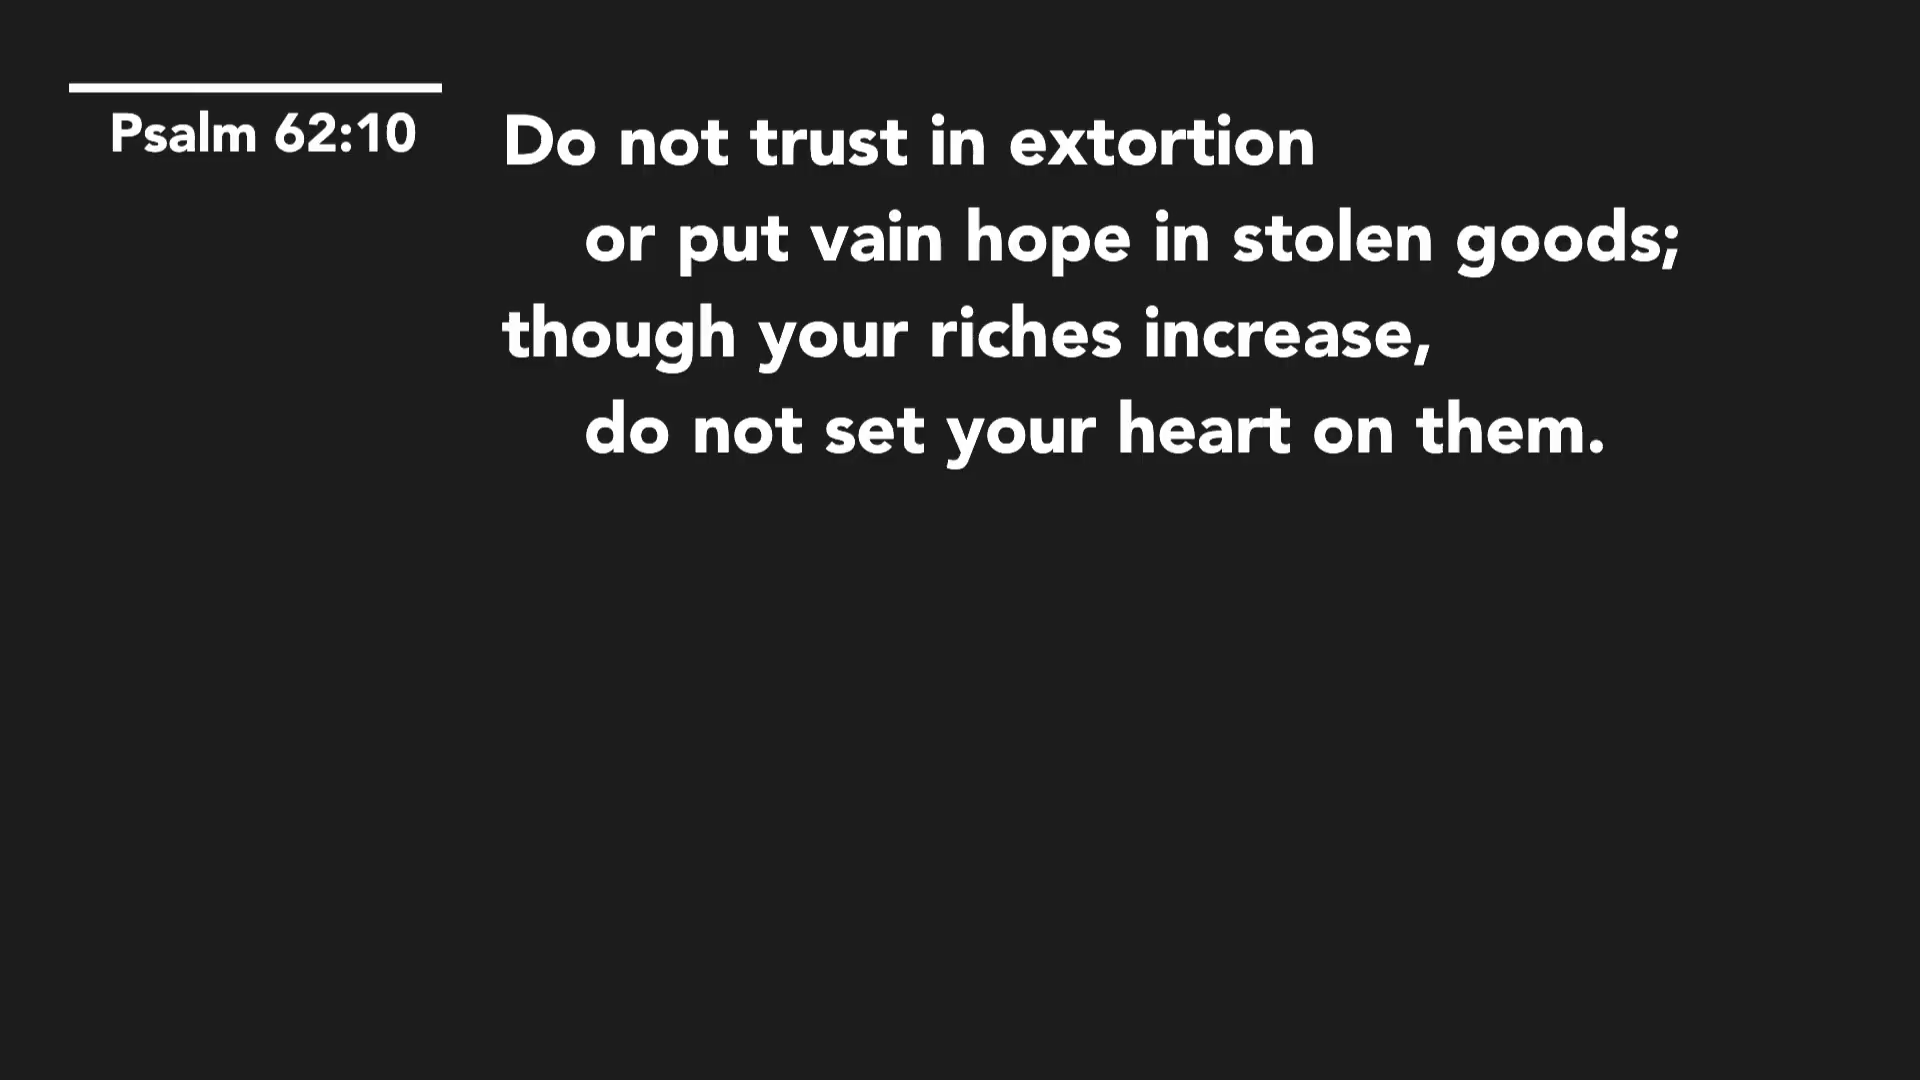 Psalm 62:10
Do not trust in extortion
or put vain hope in stolen goods;
though your riches increase,
do not set your heart on them.